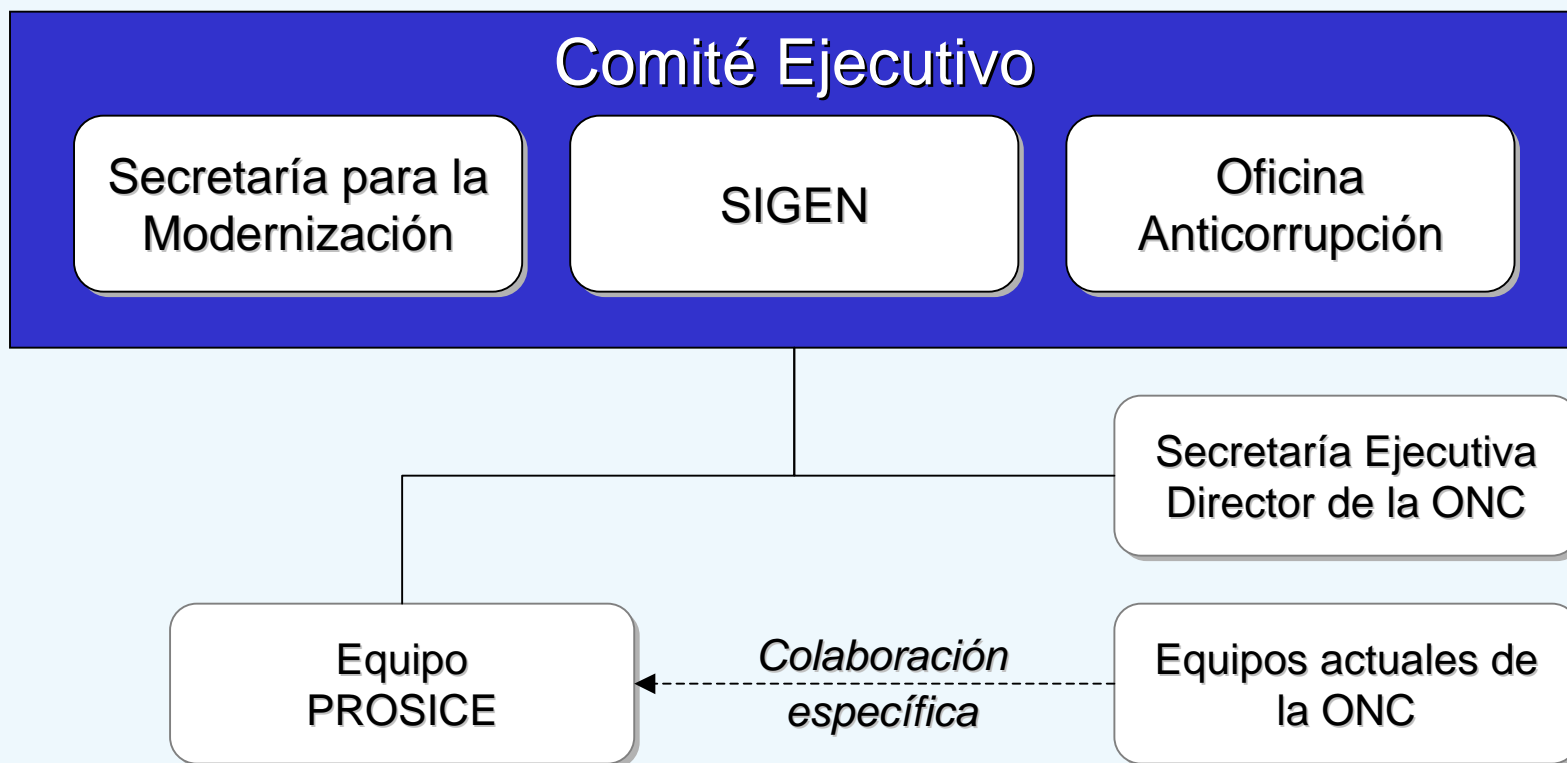 Comité Ejecutivo
Secretaría para la
Modernización
SIGEN
Oficina
Anticorrupción
Secretaría Ejecutiva
Director de la ONC
Equipo
PROSICE
Colaboración
específica
Equipos actuales de
la ONC